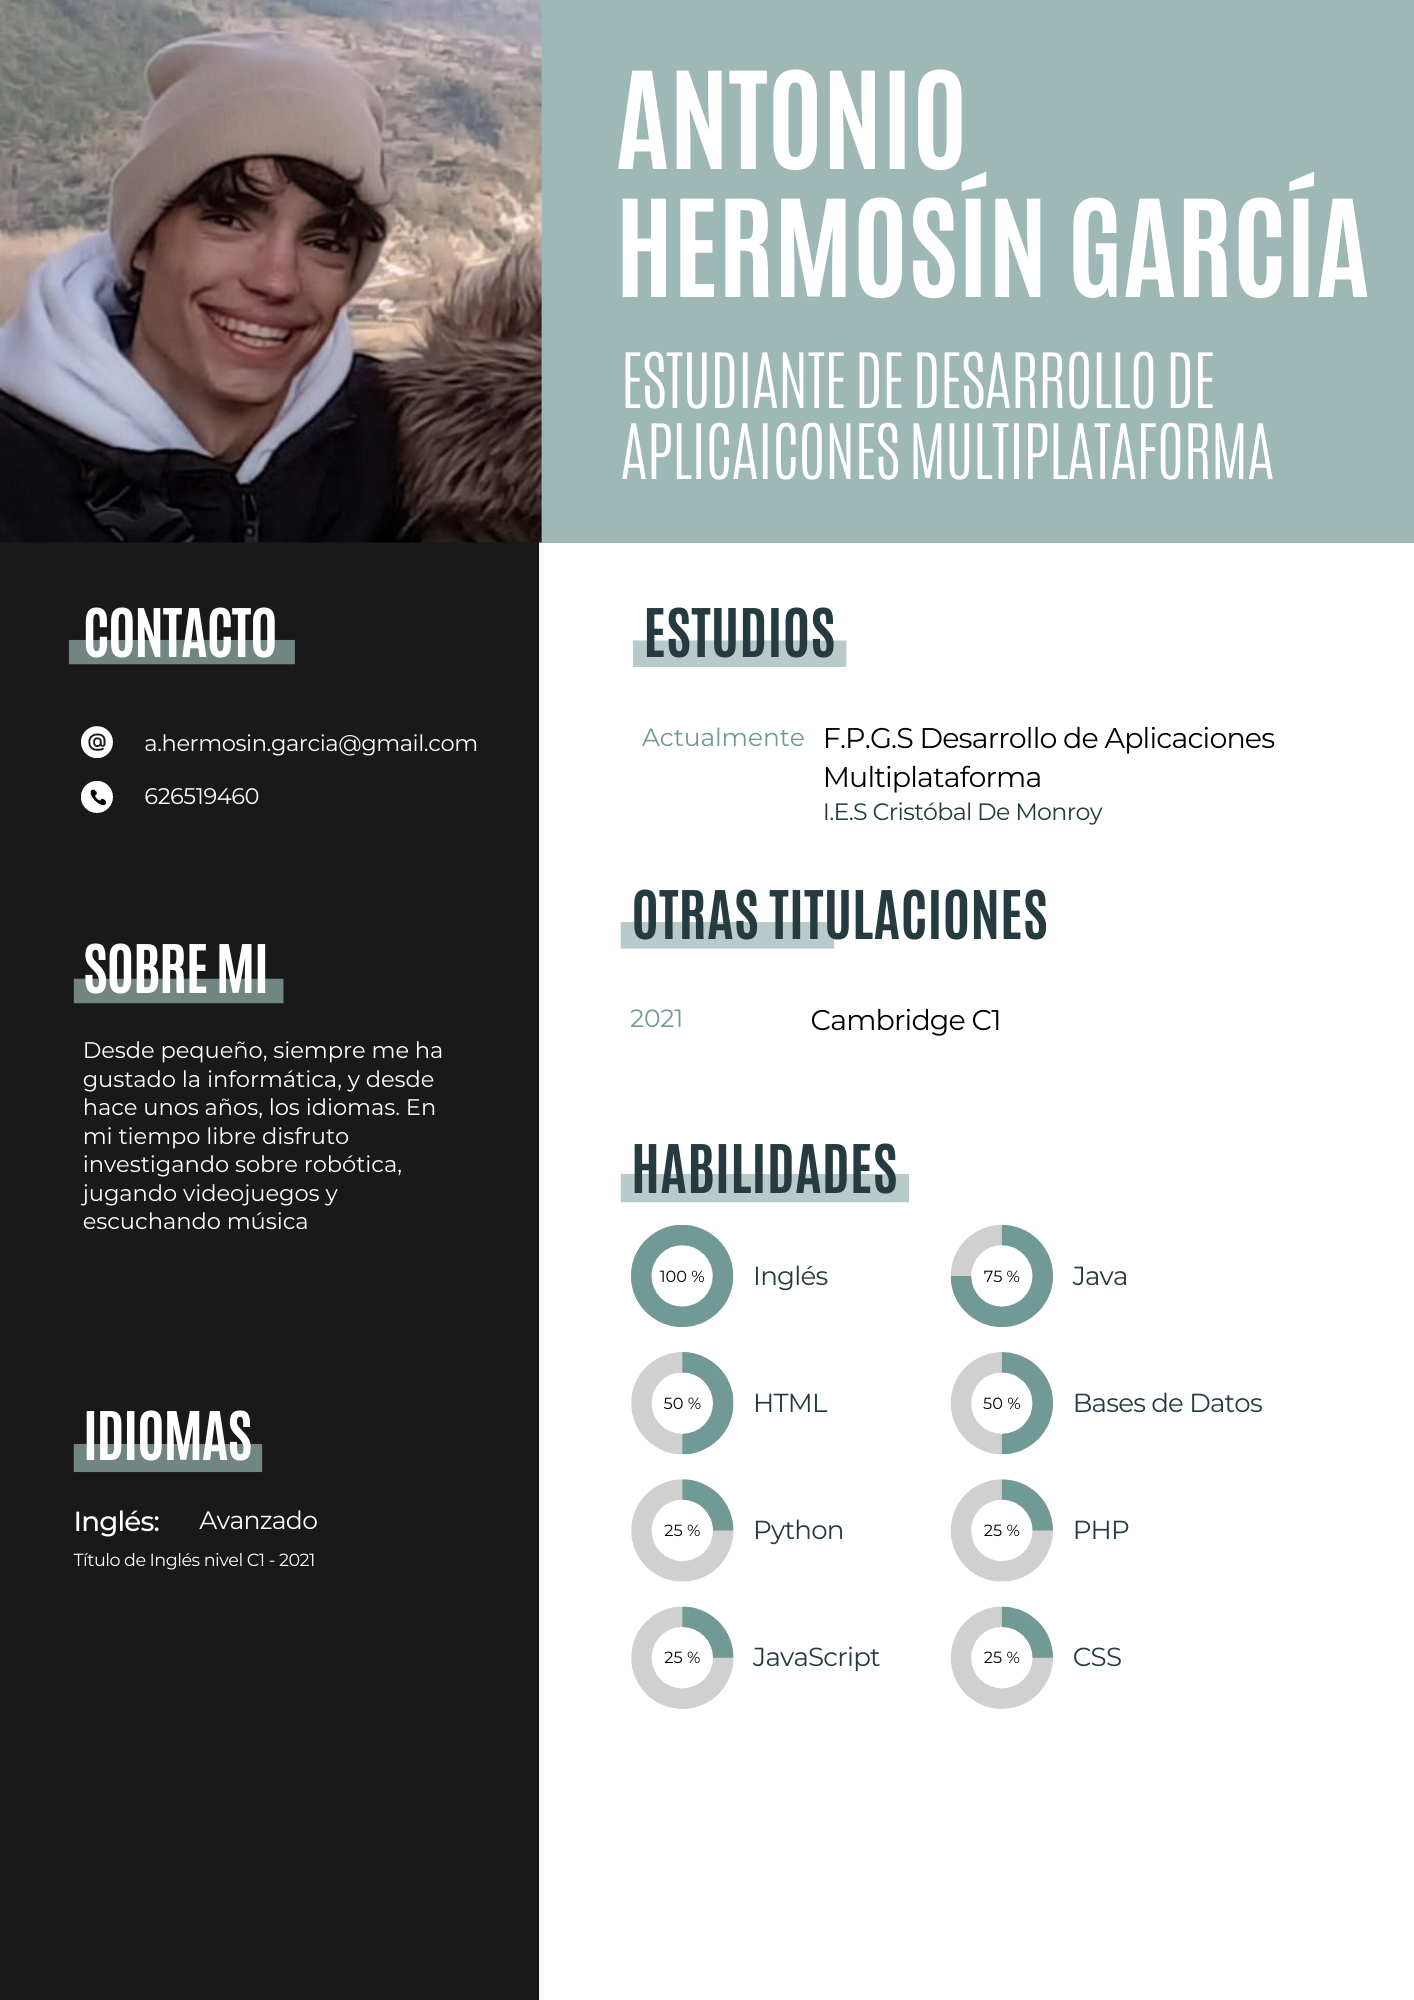 ANTONIO
HERMOSÍN GARCÍA
ESTUDIANTE DE DESARROLLO DE
APLICAICONES MULTIPLATAFORMA
CONTACTO
a.hermosin.garcia@gmail.com
626519460
SOBRE MI
Desde pequeño, siempre me ha
gustado la informática, y desde
hace unos años, los idiomas. En
mi tiempo libre disfruto
investigando sobre robótica,
jugando videojuegos y
escuchando música
IDIOMAS
Inglés: Avanzado
Título de Inglés nivel C1 - 2021
ESTUDIOS
Actualmente F.P.G.S Desarrollo de Aplicaciones
Multiplataforma
I.E.S Cristóbal De Monroy
OTRAS TITULACIONES
2021 Cambridge C1
HABILIDADES
100 % Inglés 75 % Java
50 % HTML 50 % Bases de Datos
25 % Python 25 % PHP
25 % JavaScript 25 % CSS